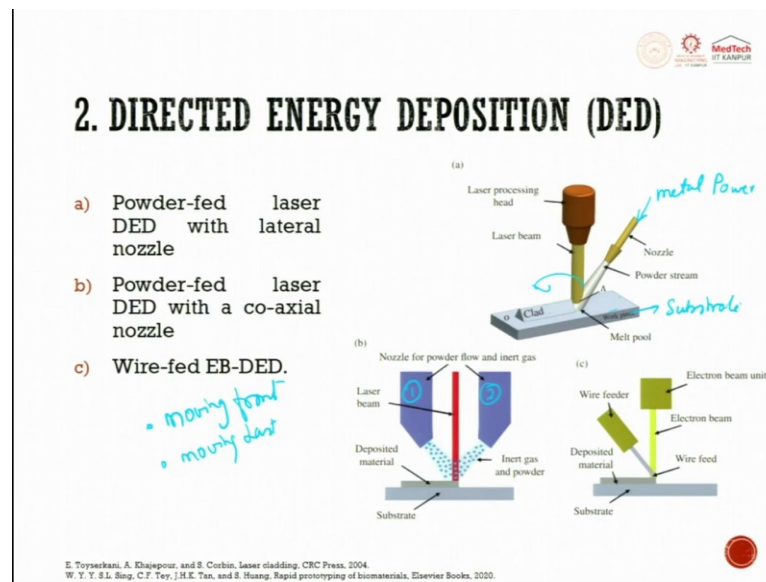 MedTech
IIT KANPUR
2. DIRECTED ENERGY DEPOSITION (DED)
a) Powder-fed laser
DED with lateral
nozzle
b) Powder-fed laser
DED with a co-axial
nozzle
c) Wire-fed EB-DED.
• moving front
• moving
(a)
Laser processing
head
Laser beam
metal Power
Nozzle
Powder stream
A
o Clad
Substrate
Melt pool
(b)
Nozzle for powder flow and inert gas
1 2
Laser
beam
Deposited
material
Inert gas
and powder
Substrate
(c)
Electron beam unit
Wire feeder
Electron beam
Deposited
material
Wire feed
Substrate
E. Toyserkani, A. Khajepour, and S. Corbin, Laser cladding, CRC Press, 2004.
W. Y. Y. S.L. Sing, C.F. Tey, J.H.K. Tan, and S. Huang, Rapid prototyping of biomaterials, Elsevier Books, 2020.